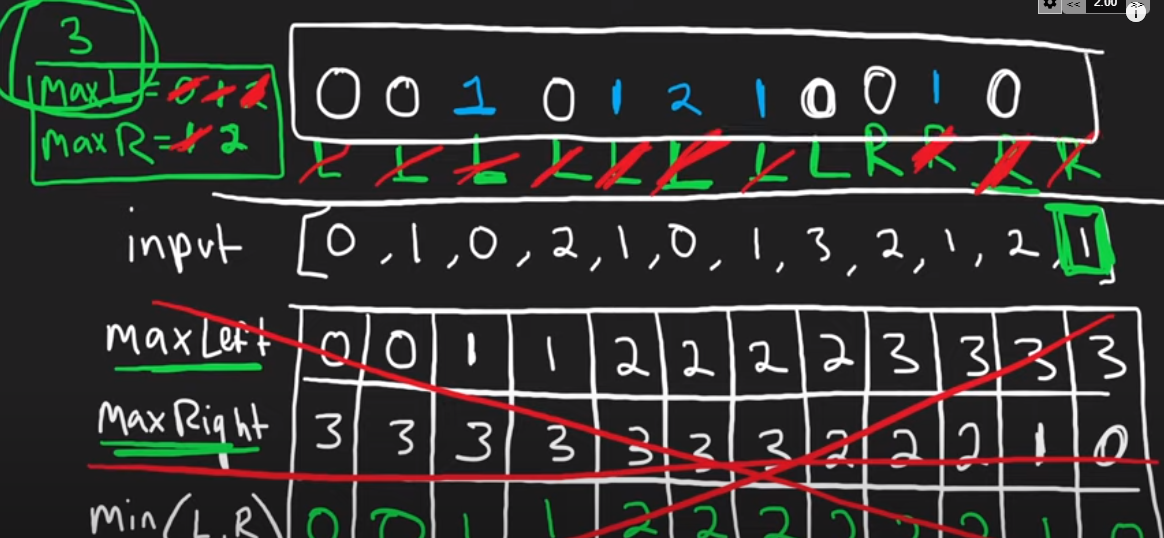 << 2.00 >>
3
MaxL = 0 1 2 3
0 0 1 0 1 2 1 0 0 1 0
MaxR = 1 2
L L L L L L L L R R R R
input [0, 1, 0, 2, 1, 0, 1, 3, 2, 1, 2, 1]
MaxLeft 0 0 1 1 2 2 2 2 3 3 3 3
MaxRight 3 3 3 3 3 3 3 2 2 2 1 0
Min(L,R) 0 0 1 1 2 2 2 2 2 2 1 0